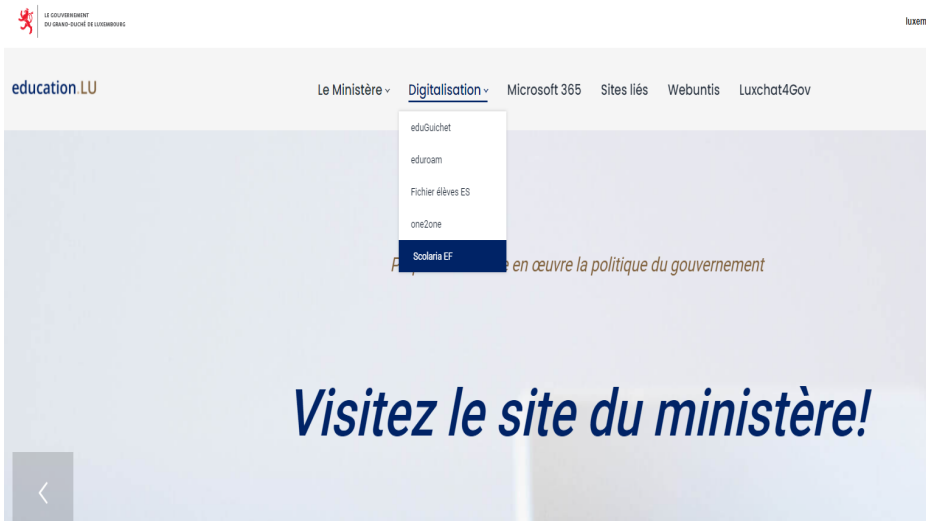 LE GOUVERNEMENT
DU GRAND-DUCHÉ DE LUXEMBOURG
luxem
education.LU
Le Ministère
Digitalisation
Microsoft 365
Sites liés
Webuntis
Luxchat4Gov
eduGuichet
eduroam
Fichier élèves ES
one2one
Scolaria EF
en œuvre la politique du gouvernement
Visitez le site du ministère!